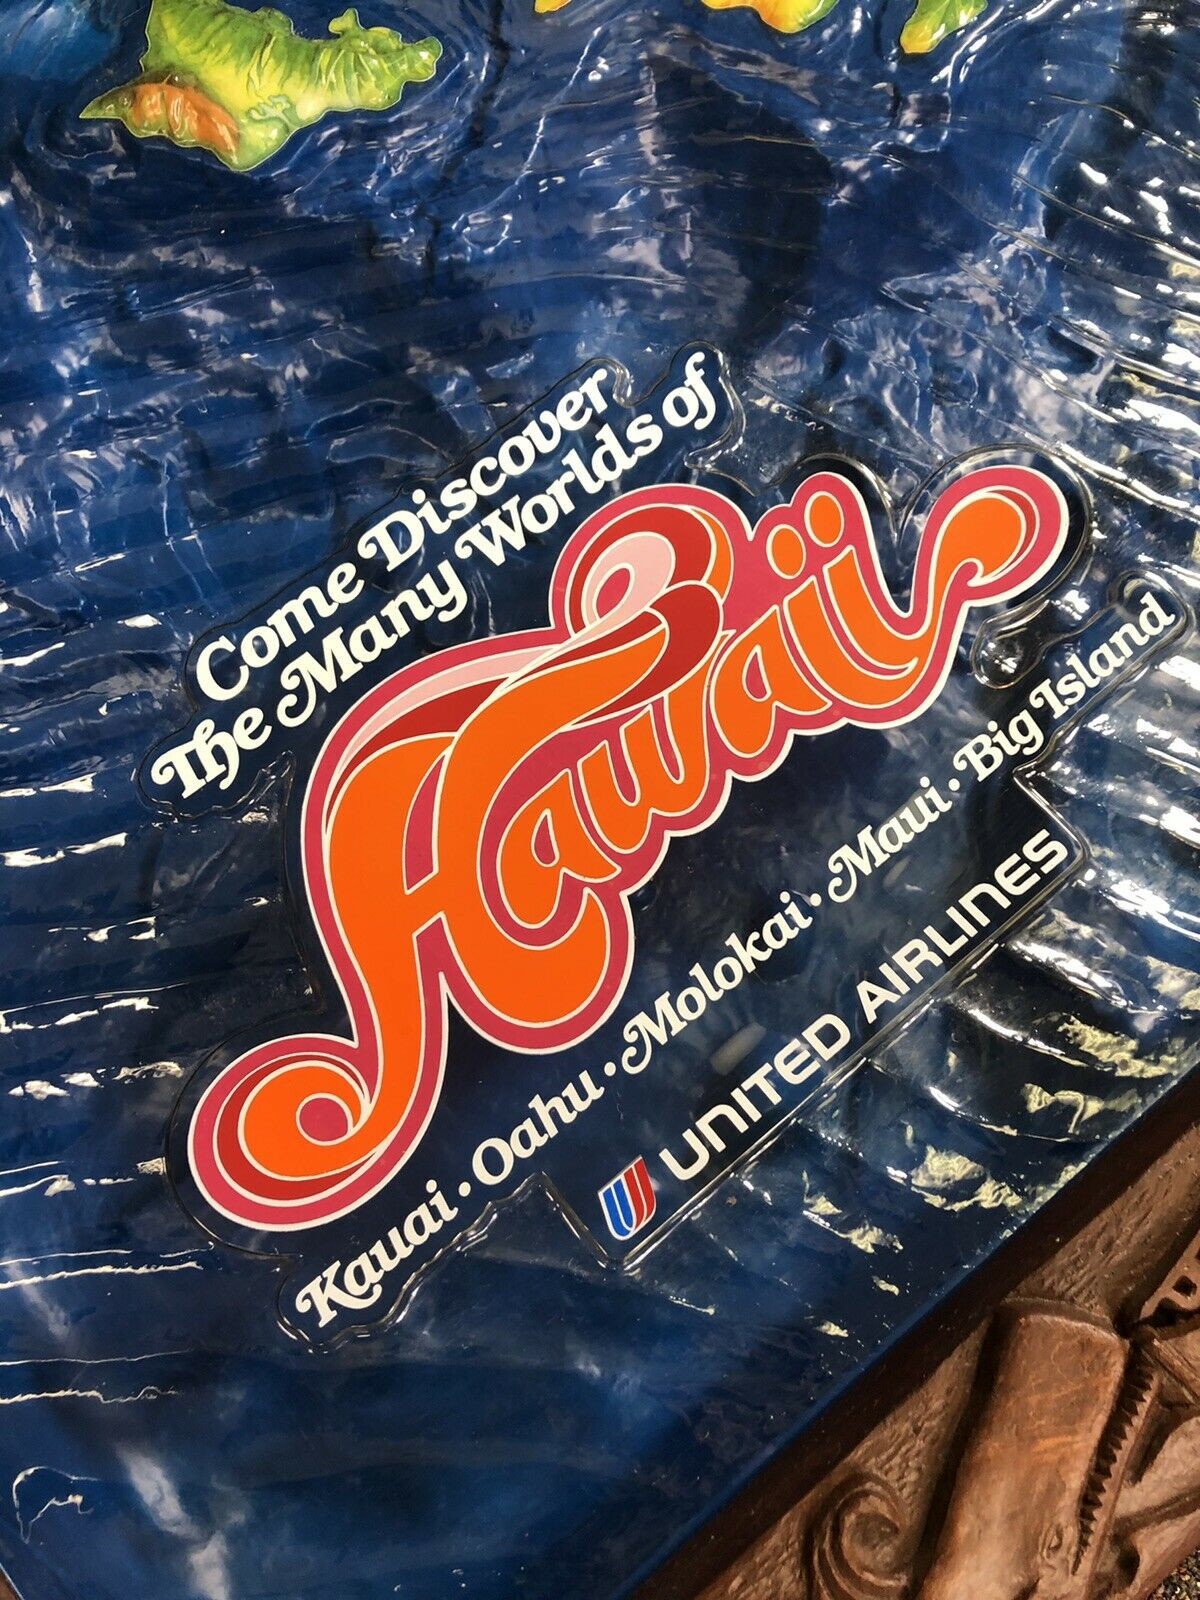 Come Discover
The Many Worlds of
Hawaii
Kauai · Oahu · Molokai · Maui · Big Island
UNITED AIRLINES